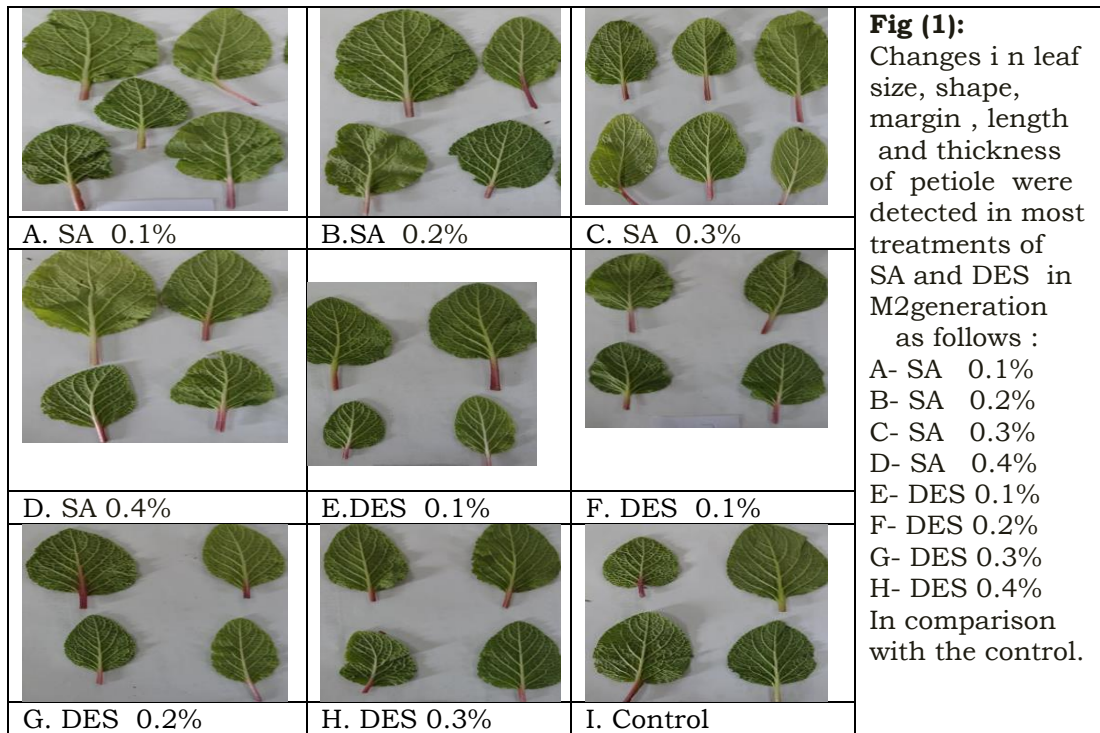 A. SA 0.1%
B.SA 0.2%
C. SA 0.3%
D. SA 0.4%
E.DES 0.1%
F. DES 0.1%
G. DES 0.2%
H. DES 0.3%
I. Control
Fig (1):
Changes i n leaf
size, shape,
margin , length
and thickness
of petiole were
detected in most
treatments of
SA and DES in
M2generation
as follows :
A- SA 0.1%
B- SA 0.2%
C- SA 0.3%
D- SA 0.4%
E- DES 0.1%
F- DES 0.2%
G- DES 0.3%
H- DES 0.4%
In comparison
with the control.